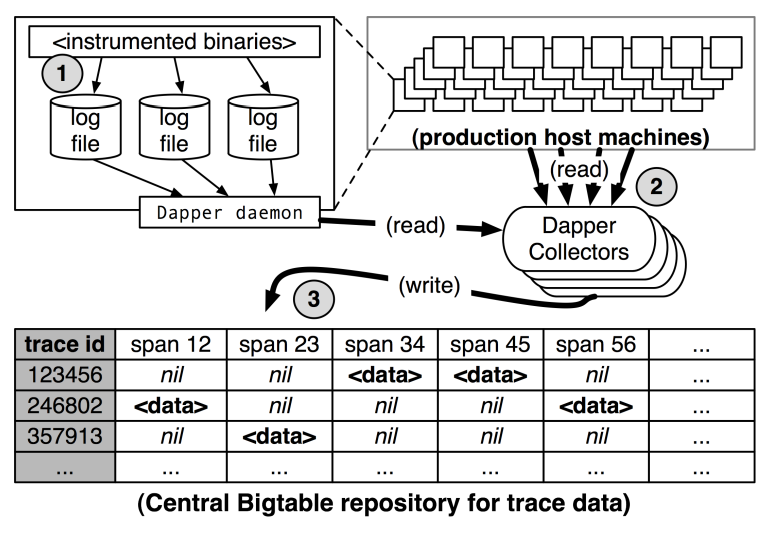 <instrumented binaries>
1
log
file
log
file
log
file
Dapper daemon
(production host machines)
(read)
2
(read)
Dapper
Collectors
(write)
3
trace id span 12 span 23 span 34 span 45 span 56 ...
123456 nil nil <data> <data> nil ...
246802 <data> nil nil nil <data> ...
357913 nil <data> nil nil nil ...
... ... ... ... ... ... ...
(Central Bigtable repository for trace data)